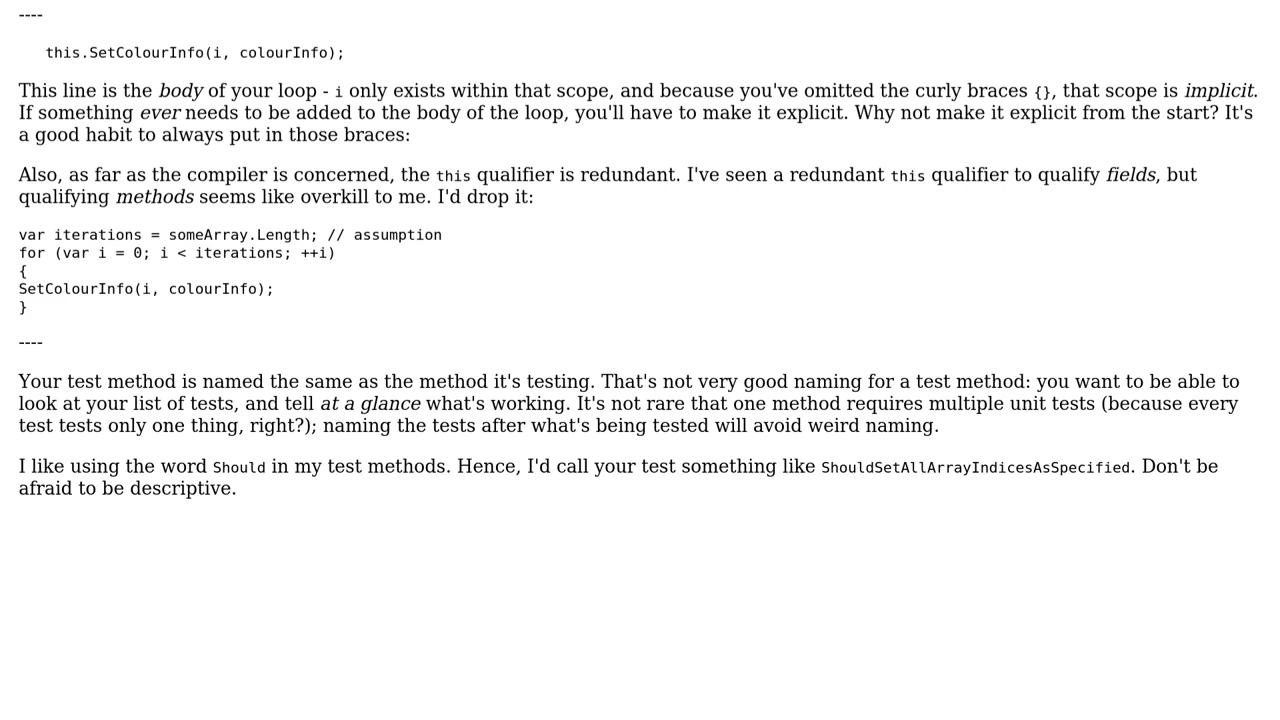 ----
this.SetColourInfo(i, colourInfo);
This line is the body of your loop - i only exists within that scope, and because you've omitted the curly braces {}, that scope is implicit.
If something ever needs to be added to the body of the loop, you'll have to make it explicit. Why not make it explicit from the start? It's
a good habit to always put in those braces:
Also, as far as the compiler is concerned, the this qualifier is redundant. I've seen a redundant this qualifier to qualify fields, but
qualifying methods seems like overkill to me. I'd drop it:
var iterations = someArray.Length; // assumption
for (var i = 0; i < iterations; ++i)
{
SetColourInfo(i, colourInfo);
}
----
Your test method is named the same as the method it's testing. That's not very good naming for a test method: you want to be able to
look at your list of tests, and tell at a glance what's working. It's not rare that one method requires multiple unit tests (because every
test tests only one thing, right?); naming the tests after what's being tested will avoid weird naming.
I like using the word Should in my test methods. Hence, I'd call your test something like ShouldSetAllArrayIndicesAsSpecified. Don't be
afraid to be descriptive.